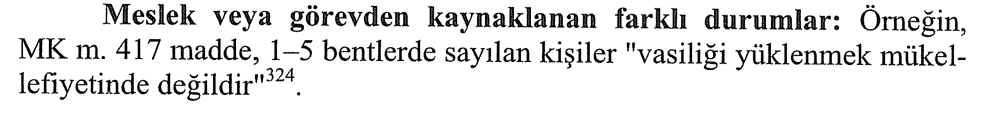 Meslek veya görevden kaynaklanan farklı durumlar: Örneğin,
MK m. 417 madde, 1–5 bentlerde sayılan kişiler "vasiliği yüklenmek mükel-
lefiyetinde değildir"324.